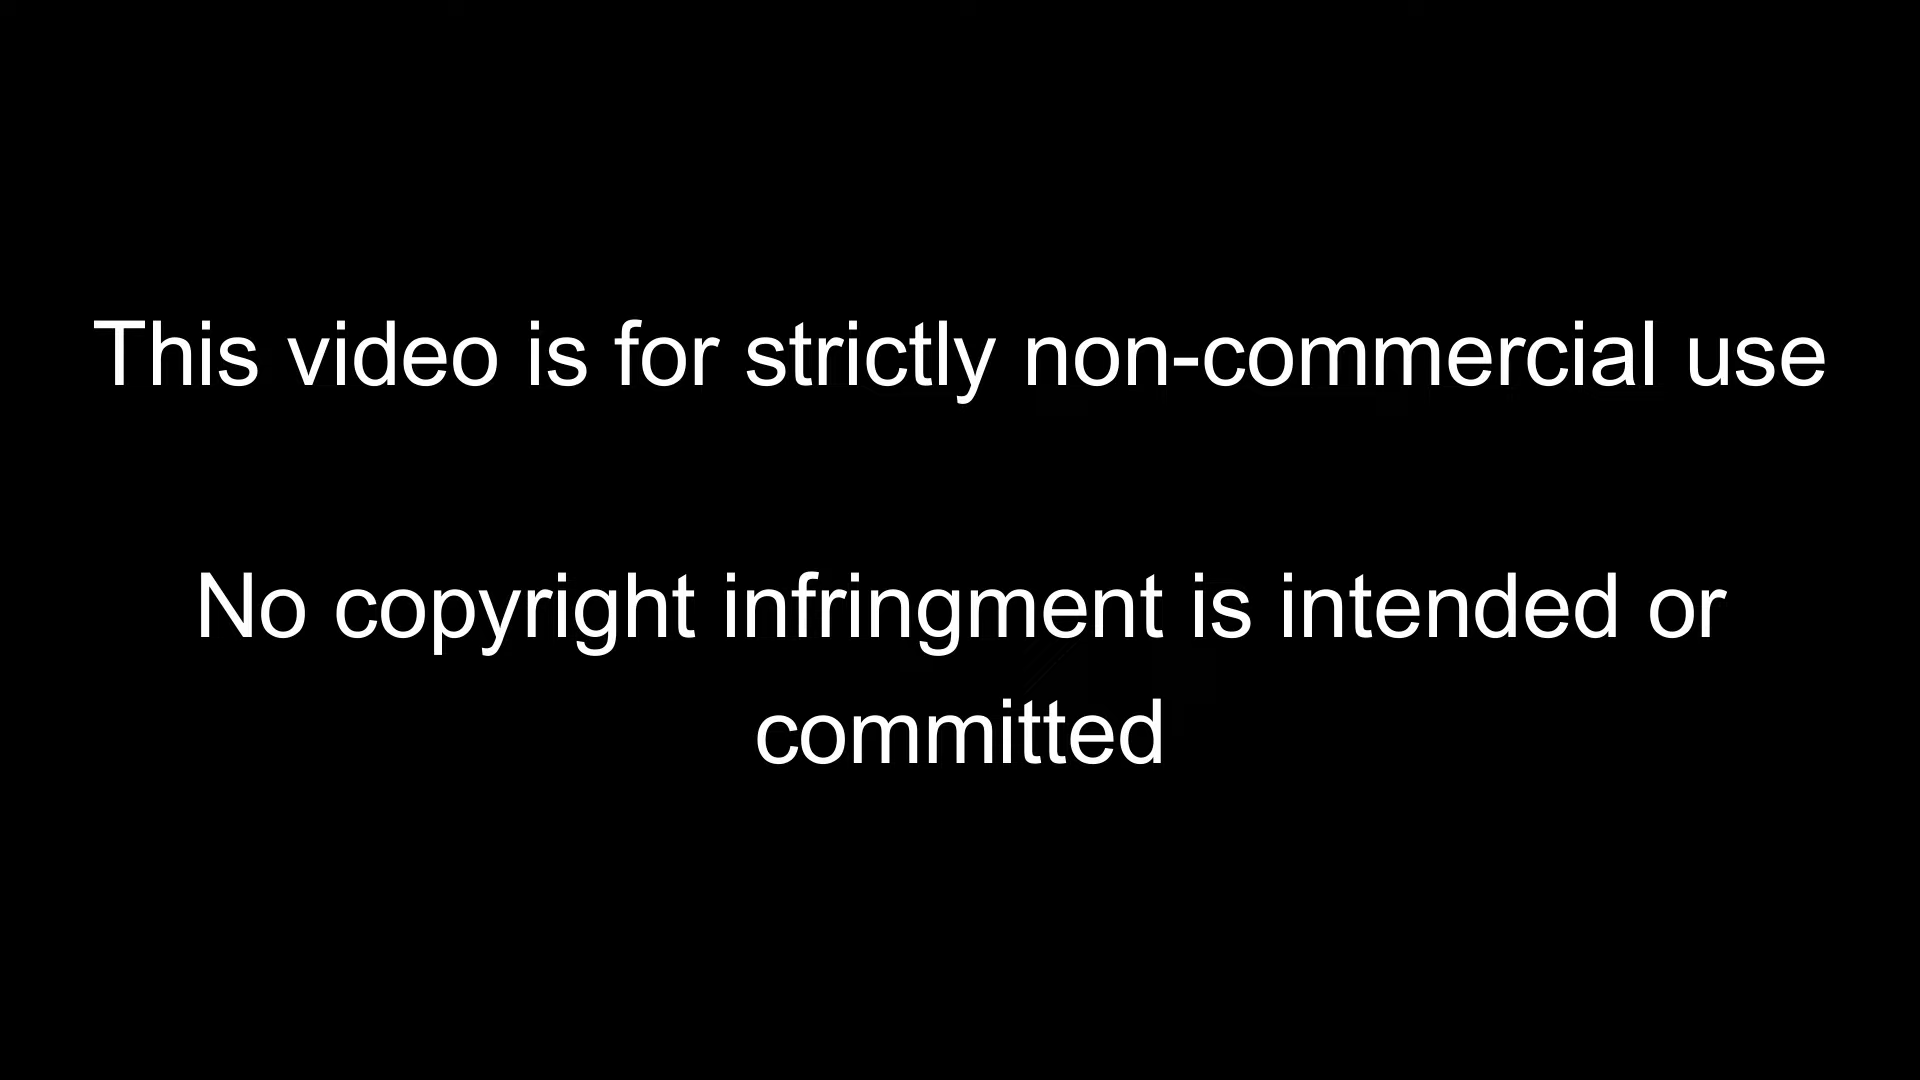 This video is for strictly non-commercial use
No copyright infringment is intended or
committed